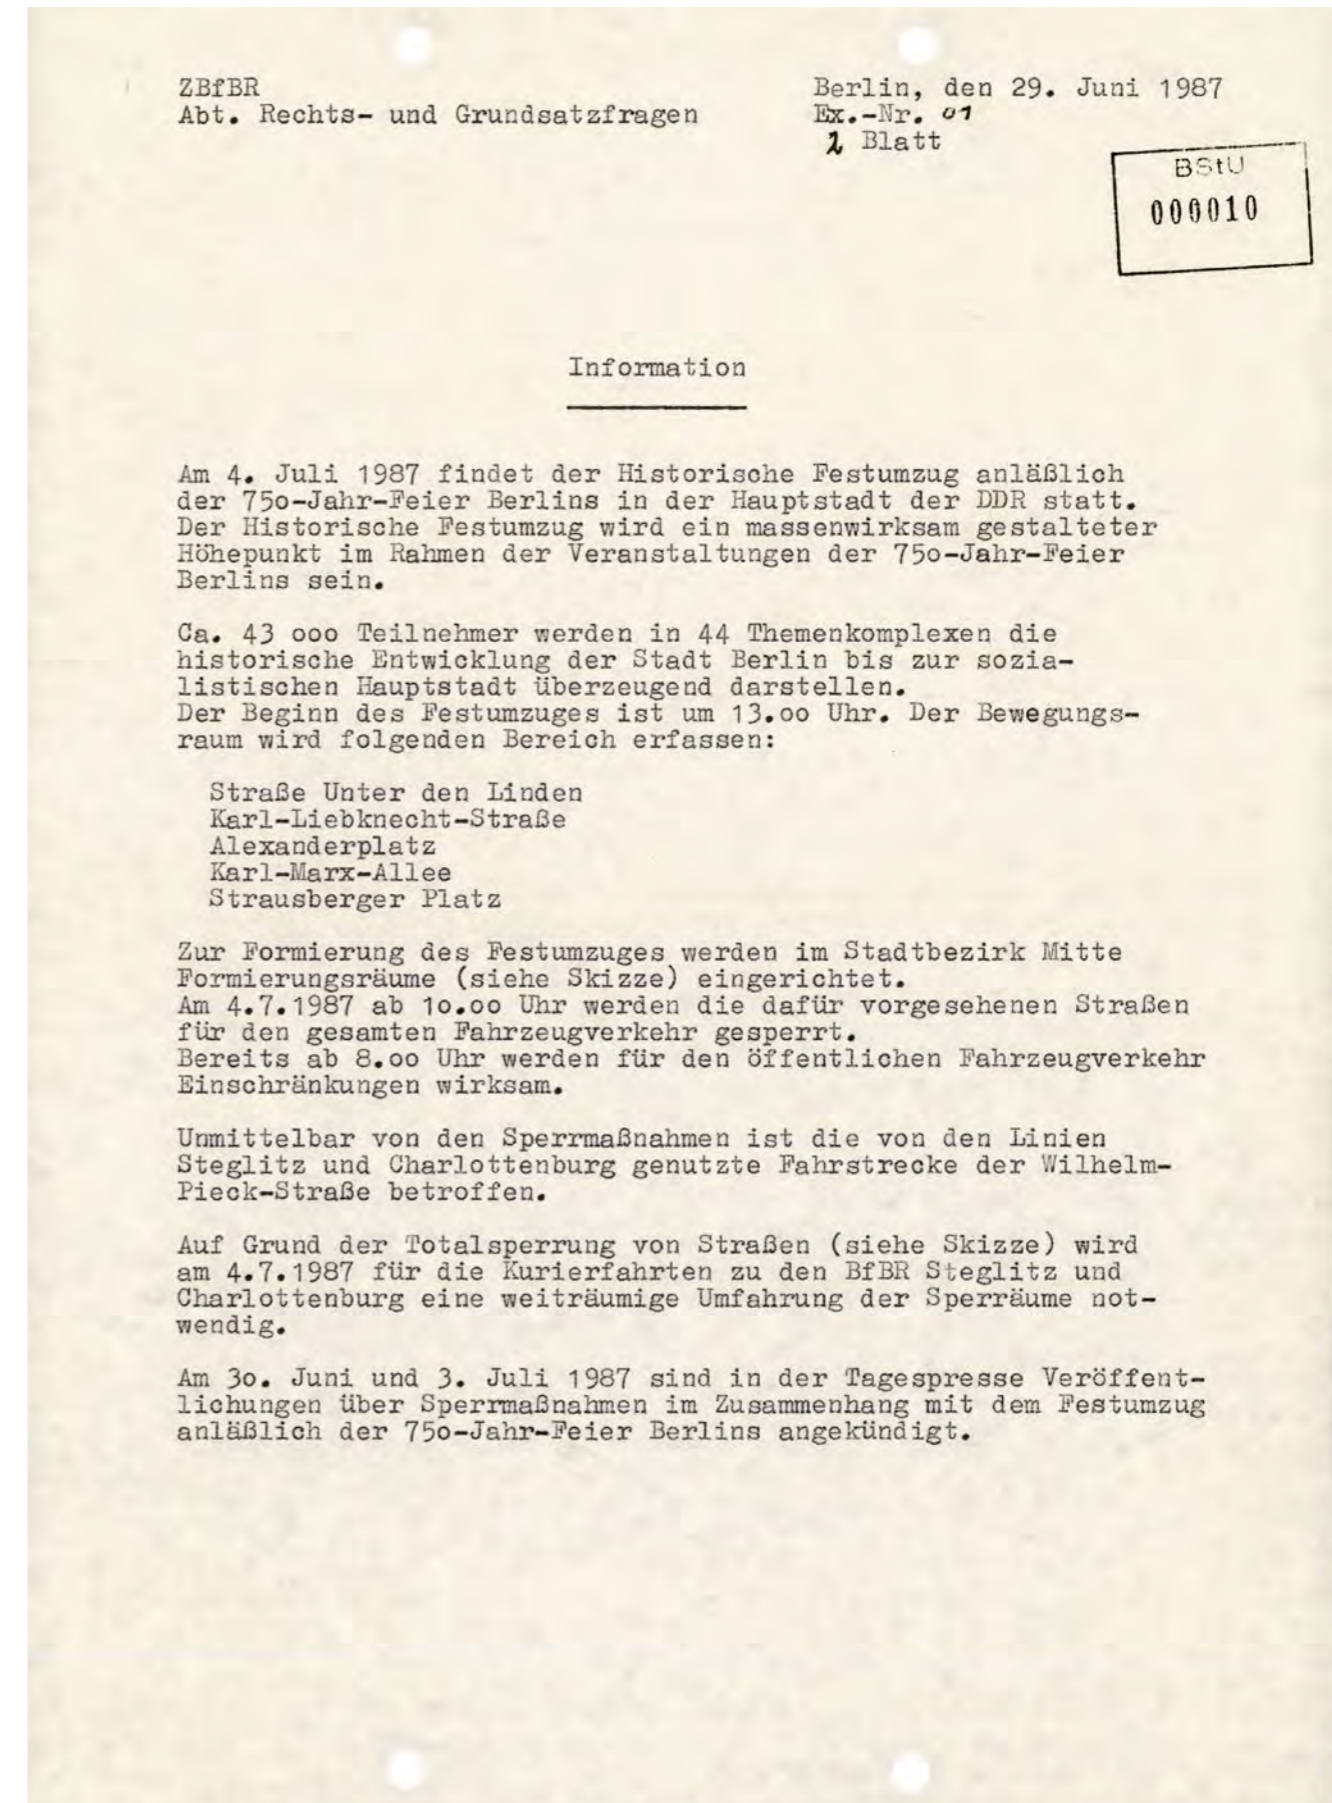 ZBfBR
Abt. Rechts- und Grundsatzfragen
Berlin, den 29. Juni 1987
Ex.-Nr. 01
2 Blatt
BStU
000010
Information
Am 4. Juli 1987 findet der Historische Festumzug anläßlich
der 75o-Jahr-Feier Berlins in der Hauptstadt der DDR statt.
Der Historische Festumzug wird ein massenwirksam gestalteter
Höhepunkt im Rahmen der Veranstaltungen der 75o-Jahr-Feier
Berlins sein.
Ca. 43 ooo Teilnehmer werden in 44 Themenkomplexen die
historische Entwicklung der Stadt Berlin bis zur sozia-
listischen Hauptstadt überzeugend darstellen.
Der Beginn des Festumzuges ist um 13.oo Uhr. Der Bewegungs-
raum wird folgenden Bereich erfassen:
Straße Unter den Linden
Karl-Liebknecht-Straße
Alexanderplatz
Karl-Marx-Allee
Strausberger Platz
Zur Formierung des Festumzuges werden im Stadtbezirk Mitte
Formierungsräume (siehe Skizze) eingerichtet.
Am 4.7.1987 ab 1o.oo Uhr werden die dafür vorgesehenen Straßen
für den gesamten Fahrzeugverkehr gesperrt.
Bereits ab 8.oo Uhr werden für den öffentlichen Fahrzeugverkehr
Einschränkungen wirksam.
Unmittelbar von den Sperrmaßnahmen ist die von den Linien
Steglitz und Charlottenburg genutzte Fahrstrecke der Wilhelm-
Pieck-Straße betroffen.
Auf Grund der Totalsperrung von Straßen (siehe Skizze) wird
am 4.7.1987 für die Kurierfahrten zu den BfBR Steglitz und
Charlottenburg eine weiträumige Umfahrung der Sperräume not-
wendig.
Am 3o. Juni und 3. Juli 1987 sind in der Tagespresse Veröffent-
lichungen über Sperrmaßnahmen im Zusammenhang mit dem Festumzug
anläßlich der 75o-Jahr-Feier Berlins angekündigt.